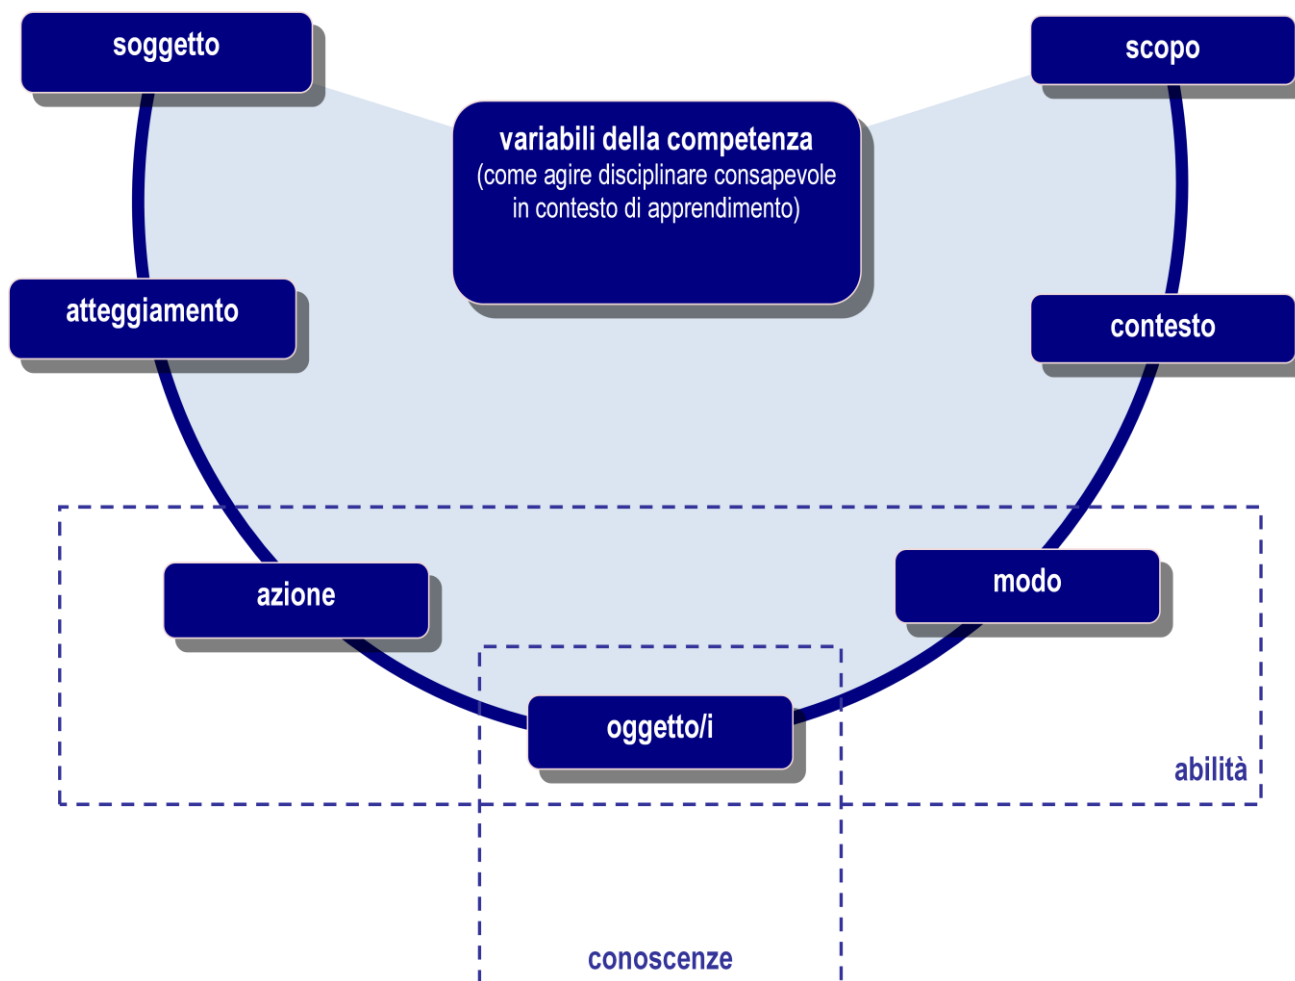 soggetto
scopo
variabili della competenza
(come agire disciplinare consapevole
in contesto di apprendimento)
atteggiamento
contesto
azione
modo
oggetto/i
abilità
conoscenze